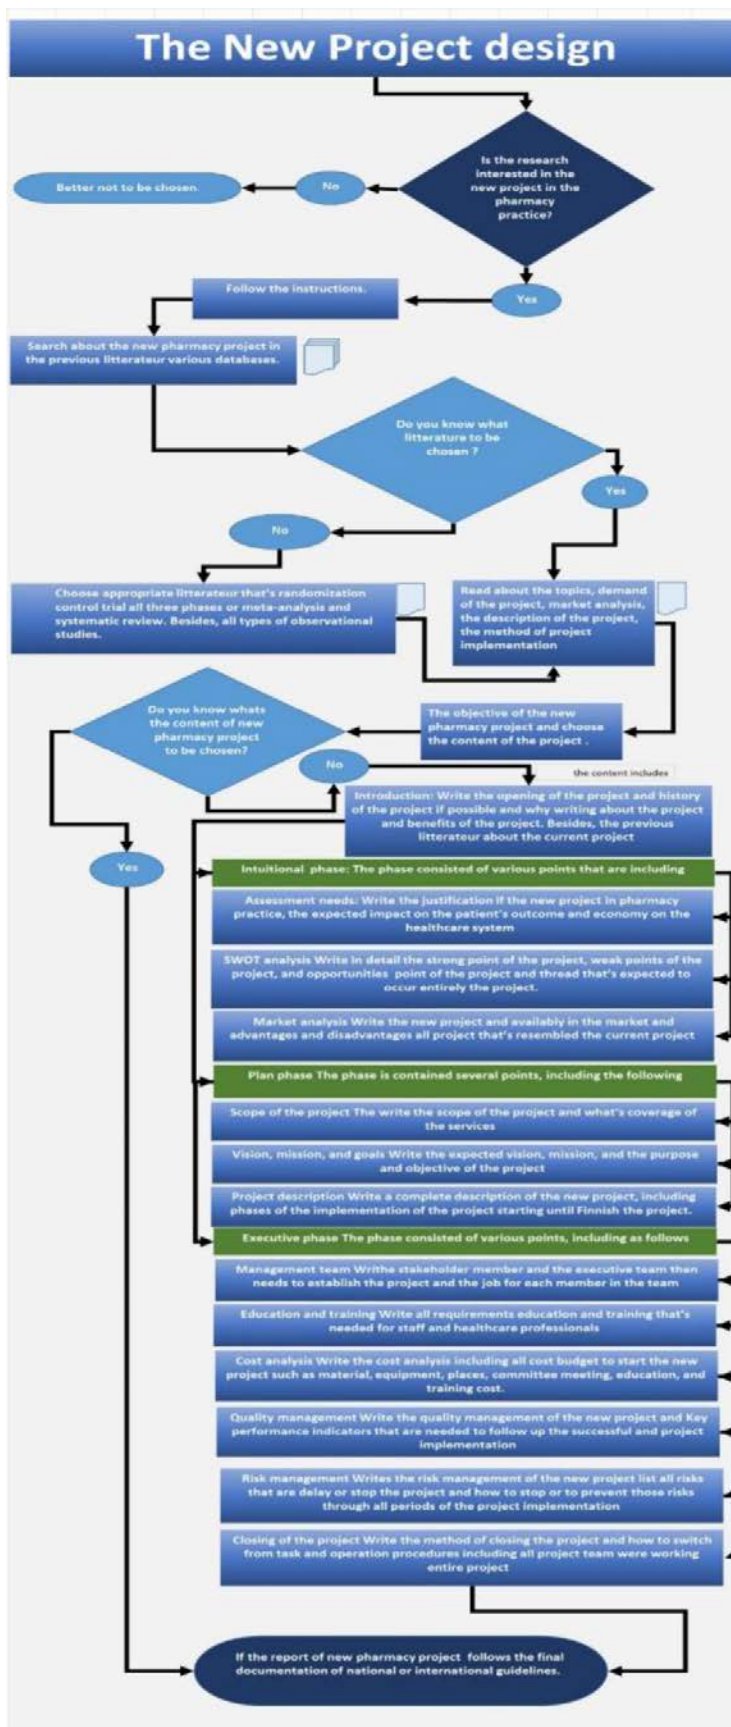 The New Project design
Is the research
interested in the
new project in the
pharmacy
practice?
No
Better not to be chosen.
Yes
Follow the instructions.
Search about the new pharmacy project in
the previous litterateur various databases.
Do you know what
litterature to be
chosen ?
Yes
No
Choose appropriate litterateur that's randomization
control trial all three phases or meta-analysis and
systematic review. Besides, all types of observational
studies.
Read about the topics, demand
of the project, market analysis,
the description of the project,
the method of project
implementation
The objective of the new
pharmacy project and choose
the content of the project .
Do you know whats
the content of new
pharmacy project
to be chosen?
No
the content includes
Introduction: Write the opening of the project and history
of the project if possible and why writing about the project
and benefits of the project. Besides, the previous
litterateur about the current project
Yes
Intuitional phase: The phase consisted of various points that are including
Assessment needs: Write the justification if the new project in pharmacy
practice, the expected impact on the patient's outcome and economy on the
healthcare system
SWOT analysis Write in detail the strong point of the project, weak points of the
project, and opportunities point of the project and thread that's expected to
occur entirely the project.
Market analysis Write the new project and availably in the market and
advantages and disadvantages all project that's resembled the current project
Plan phase The phase is contained several points, including the following
Scope of the project The write the scope of the project and what's coverage of
the services
Vision, mission, and goals Write the expected vision, mission, and the purpose
and objective of the project
Project description Write a complete description of the new project, including
phases of the implementation of the project starting until Finnish the project.
Executive phase The phase consisted of various points, including as follows
Management team Writhe stakeholder member and the executive team then
needs to establish the project and the job for each member in the team
Education and training Write all requirements education and training that's
needed for staff and healthcare professionals
Cost analysis Write the cost analysis including all cost budget to start the new
project such as material, equipment, places, committee meeting, education, and
training cost.
Quality management Write the quality management of the new project and Key
performance indicators that are needed to follow up the successful and project
implementation
Risk management Writes the risk management of the new project list all risks
that are delay or stop the project and how to stop or to prevent those risks
through all periods of the project implementation
Closing of the project Write the method of closing the project and how to switch
from task and operation procedures including all project team were working
entire project
If the report of new pharmacy project follows the final
documentation of national or international guidelines.